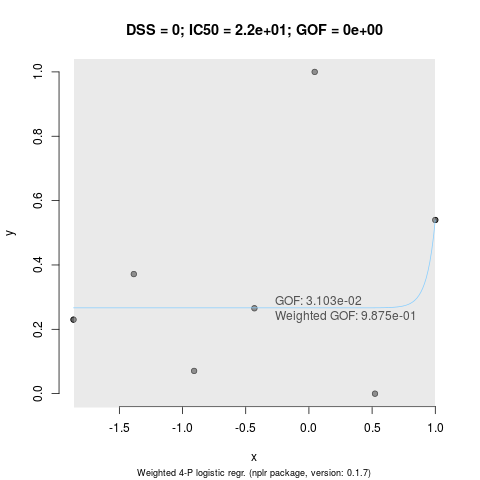 DSS = 0; IC50 = 2.2e+01; GOF = 0e+00
1.0
0.8
0.6
0.4
0.2
0.0
y
GOF: 3.103e-02
Weighted GOF: 9.875e-01
-1.5 -1.0 -0.5 0.0 0.5 1.0
x
Weighted 4-P logistic regr. (nplr package, version: 0.1.7)